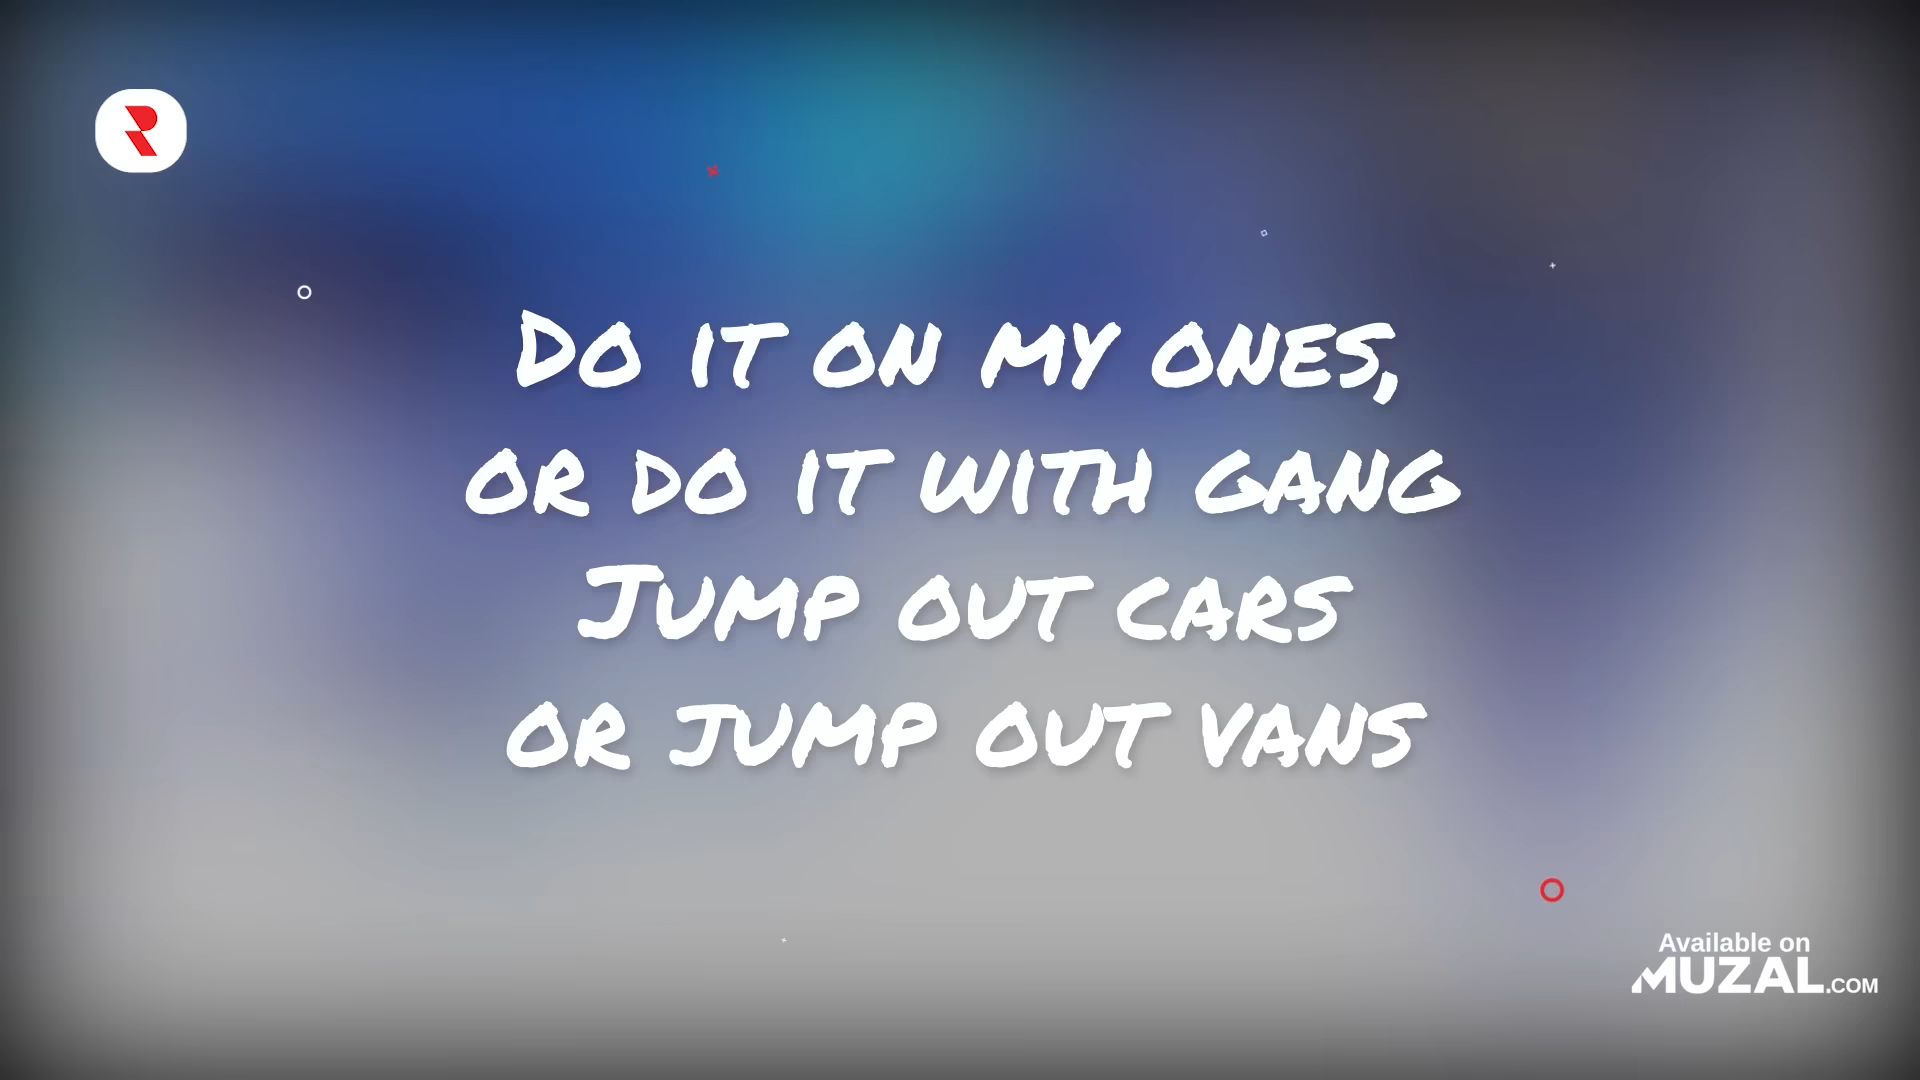 Do it on my ones,
or do it with gang
Jump out cars
or jump out vans
Available on
MUZAL.COM